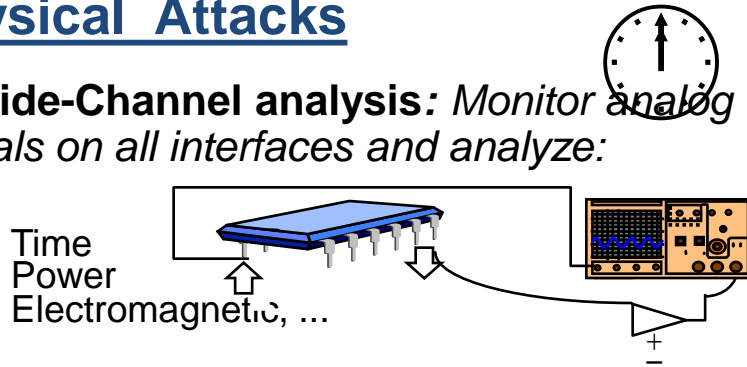 ysical Attacks
ide-Channel analysis: Monitor analog
als on all interfaces and analyze:
Time
Power
Electromagnetic, ...
+
−